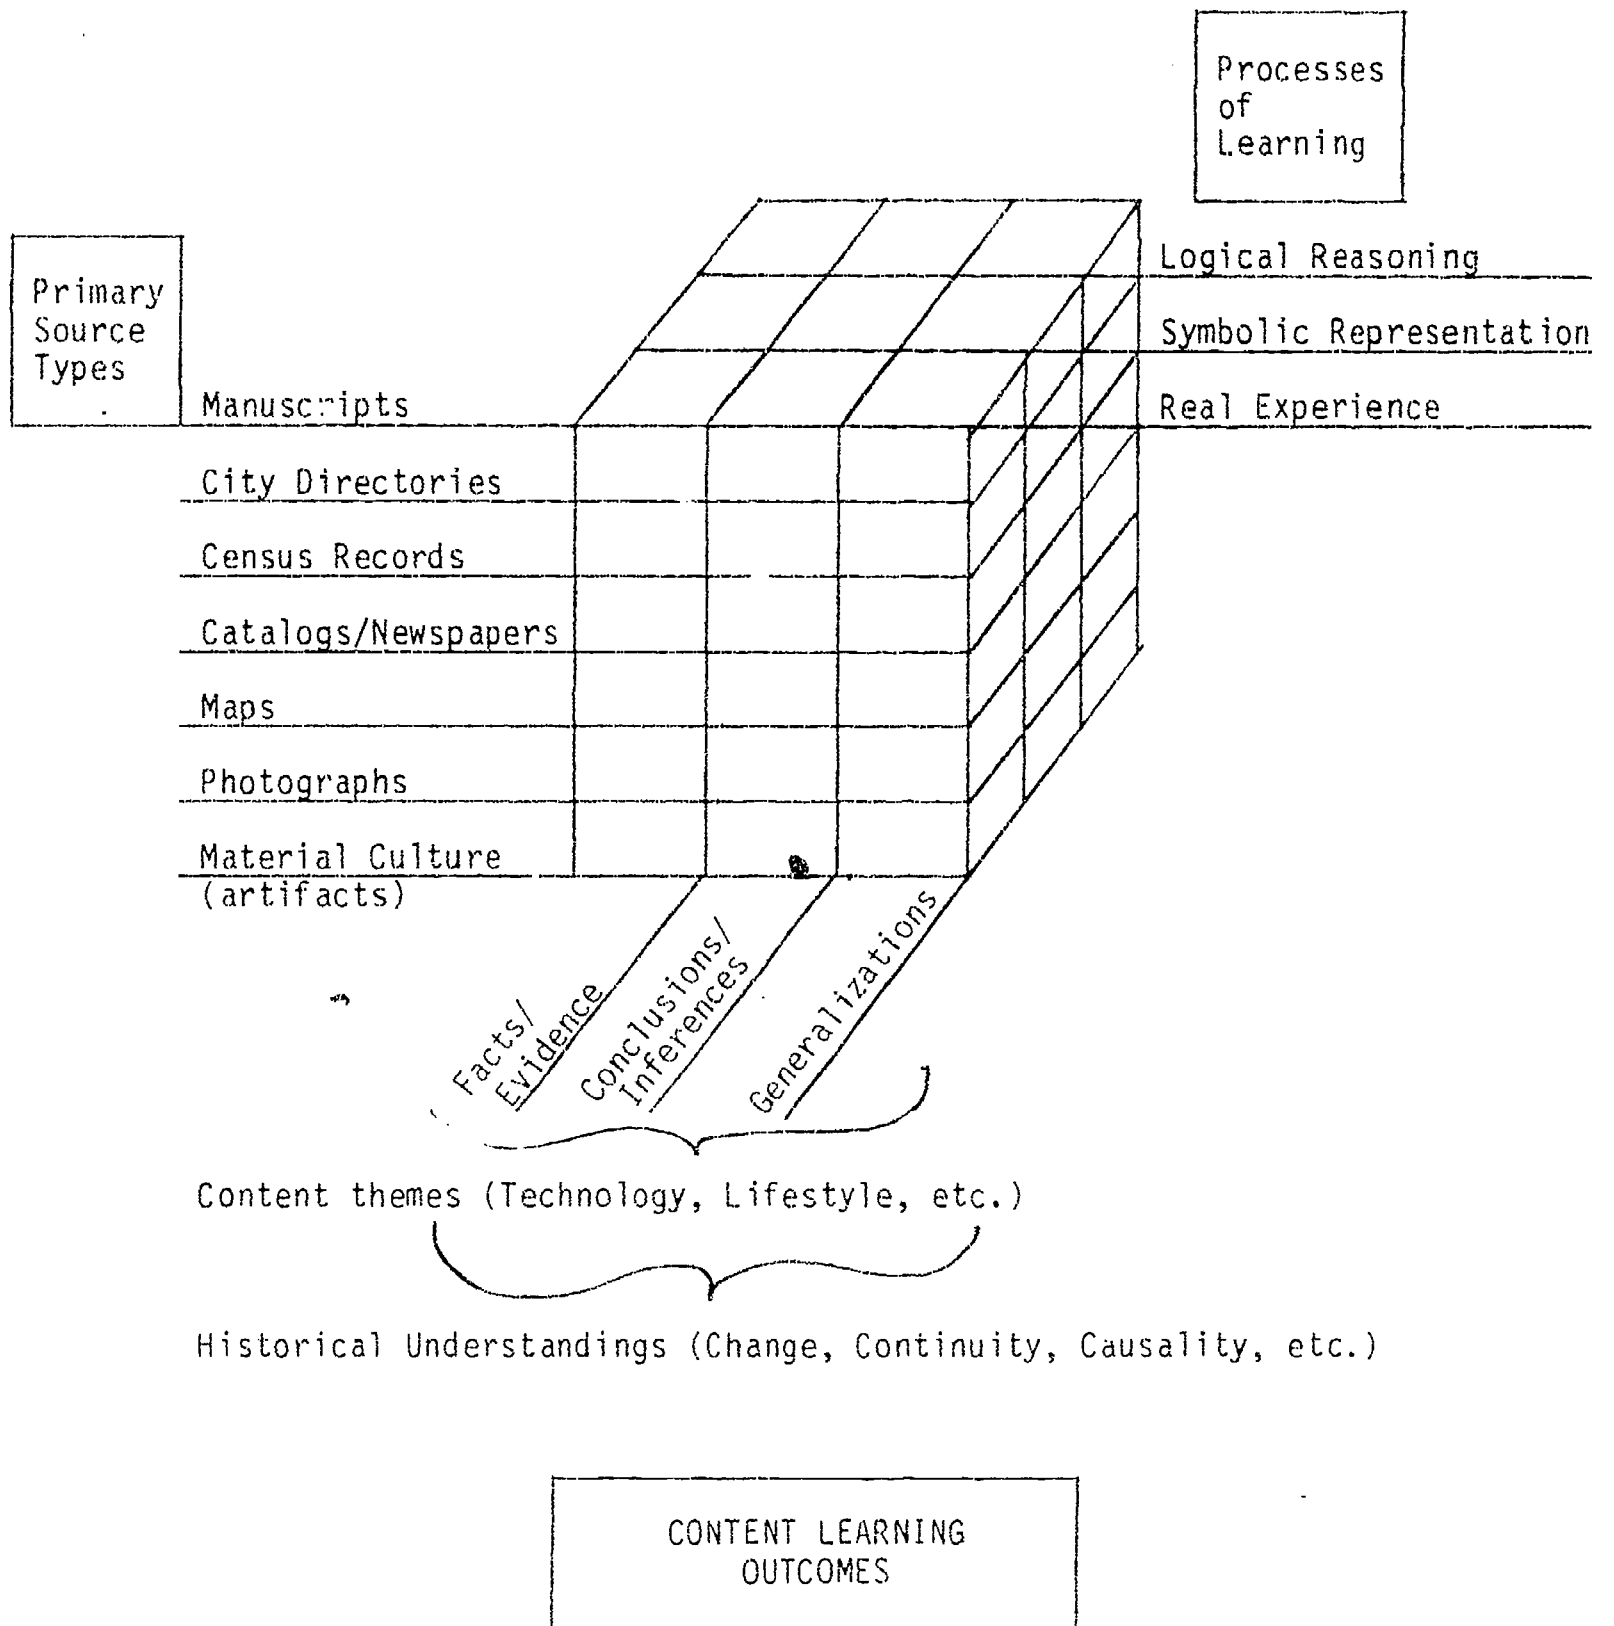 Processes
of
Learning
Primary
Source
Types
Logical Reasoning
Symbolic Representation
Real Experience
Manuscripts
City Directories
Census Records
Catalogs/Newspapers
Maps
Photographs
Material Culture
(artifacts)
Facts/
Evidence
Conclusions/
Inferences
Generalizations
Content themes (Technology, Lifestyle, etc.)
Historical Understandings (Change, Continuity, Causality, etc.)
CONTENT LEARNING
OUTCOMES